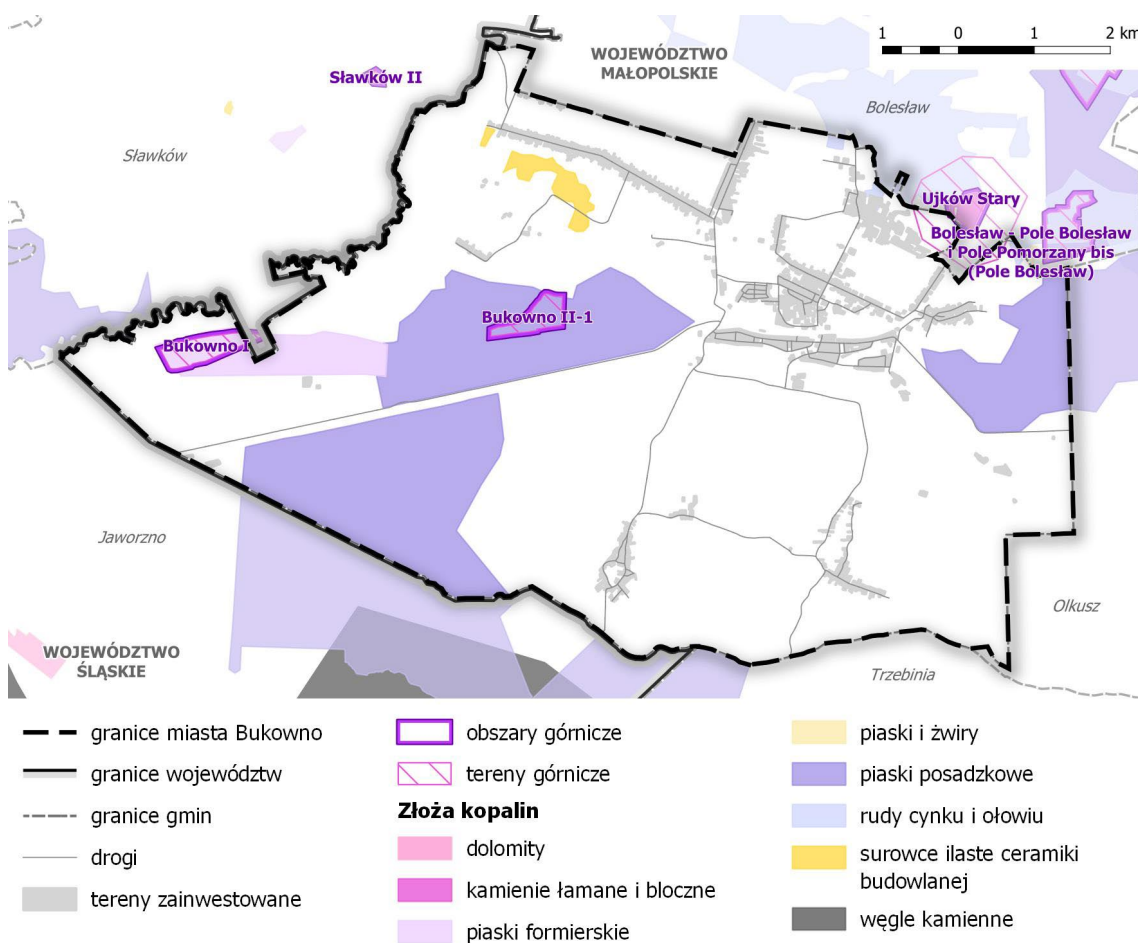 1 0 1 2 km
WOJEWÓDZTWO
MAŁOPOLSKIE
Sławków II
Bolesław
Sławków
Ujków Stary
Bolesław - Pole Bolesław
i Pole Pomorzany bis
(Pole Bolesław)
Bukowno II-1
Bukowno I
Jaworzno
Olkusz
WOJEWÓDZTWO
ŚLĄSKIE
Trzebinia
granice miasta Bukowno
granice województw
granice gmin
drogi
tereny zainwestowane
obszary górnicze
tereny górnicze
Złoża kopalin
dolomity
kamienie łamane i bloczne
piaski formierskie
piaski i żwiry
piaski posadzkowe
rudy cynku i ołowiu
surowce ilaste ceramiki
budowlanej
węgle kamienne